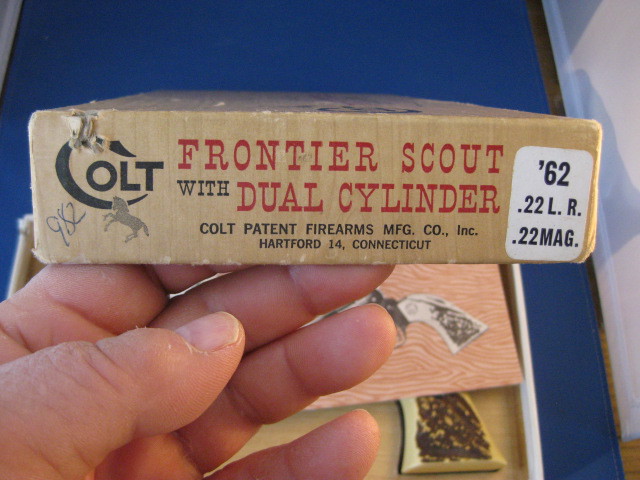 COLT
FRONTIER SCOUT
WITH DUAL CYLINDER
COLT PATENT FIREARMS MFG. CO., Inc.
HARTFORD 14, CONNECTICUT
'62
.22 L. R.
.22 MAG.
982